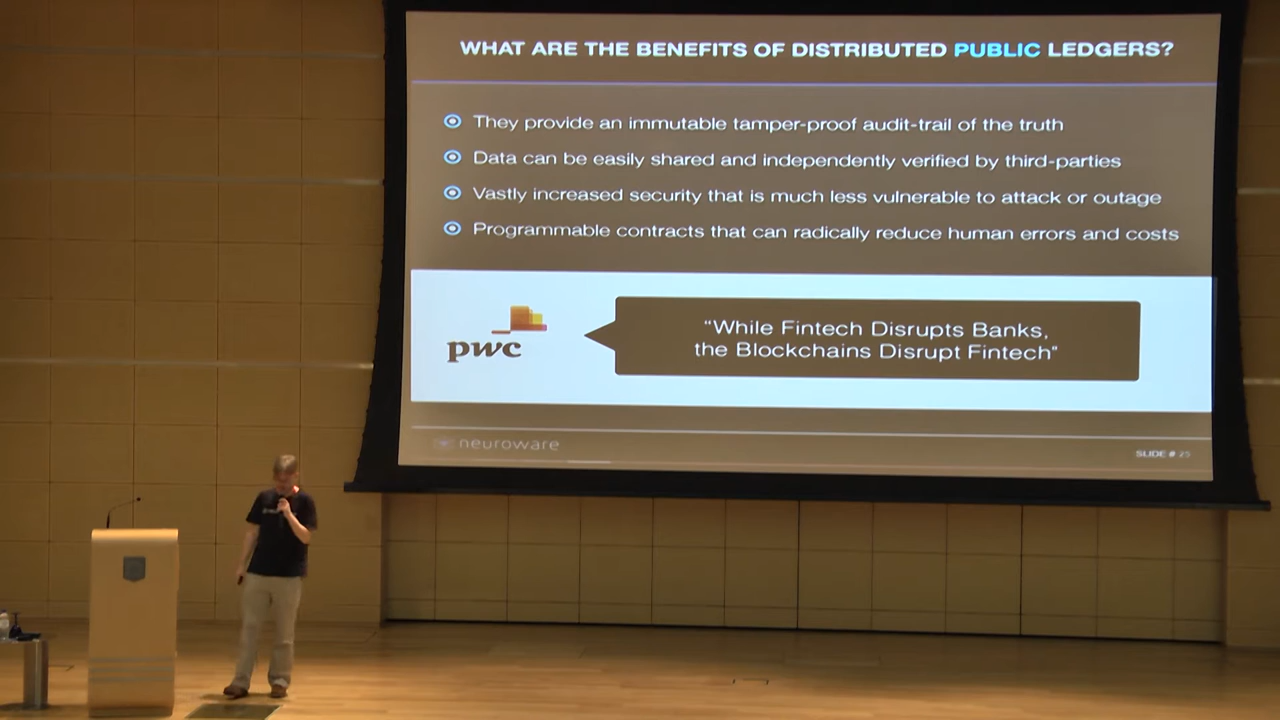 WHAT ARE THE BENEFITS OF DISTRIBUTED PUBLIC LEDGERS?
They provide an immutable tamper-proof audit-trail of the truth
Data can be easily shared and independently verified by third-parties
Vastly increased security that is much less vulnerable to attack or outage
Programmable contracts that can radically reduce human errors and costs
pwc
“While Fintech Disrupts Banks,
the Blockchains Disrupt Fintech”
neuroware
SLIDE #